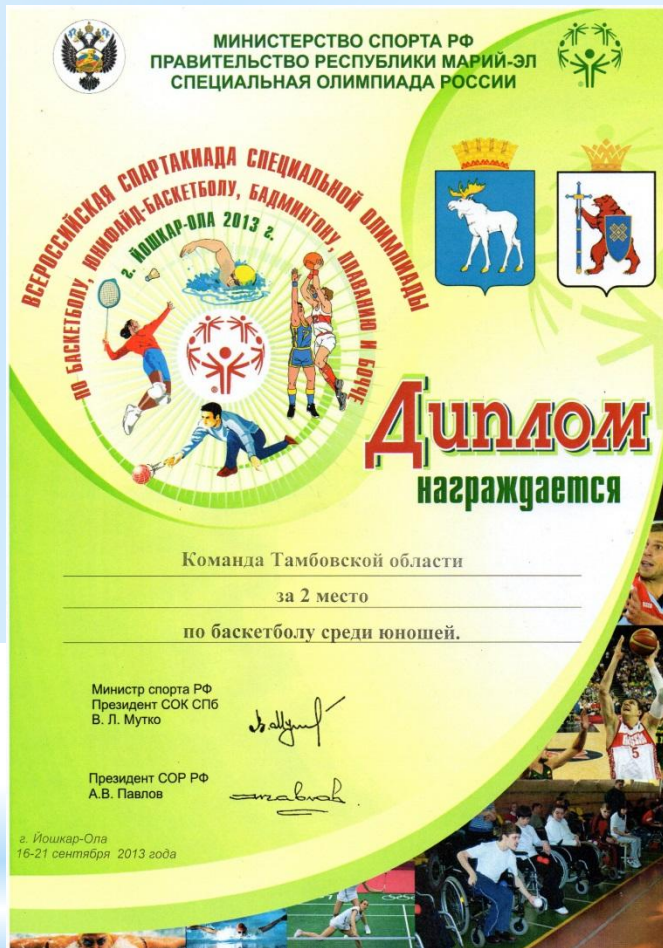 МИНИСТЕРСТВО СПОРТА РФ
ПРАВИТЕЛЬСТВО РЕСПУБЛИКИ МАРИЙ-ЭЛ
СПЕЦИАЛЬНАЯ ОЛИМПИАДА РОССИИ
ВСЕРОССИЙСКАЯ СПАРТАКИАДА СПЕЦИАЛЬНОЙ ОЛИМПИАДЫ
ПО БАСКЕТБОЛУ, ЮНИФАЙД-БАСКЕТБОЛУ, БАДМИНТОНУ, ПЛАВАНИЮ И БОЧЧЕ
г. ЙОШКАР-ОЛА 2013 г.
Диплом
награждается
Команда Тамбовской области
за 2 место
по баскетболу среди юношей.
Министр спорта РФ
Президент СОК СПб
В. Л. Мутко
Президент СОР РФ
А.В. Павлов
г. Йошкар-Ола
16-21 сентября 2013 года
5